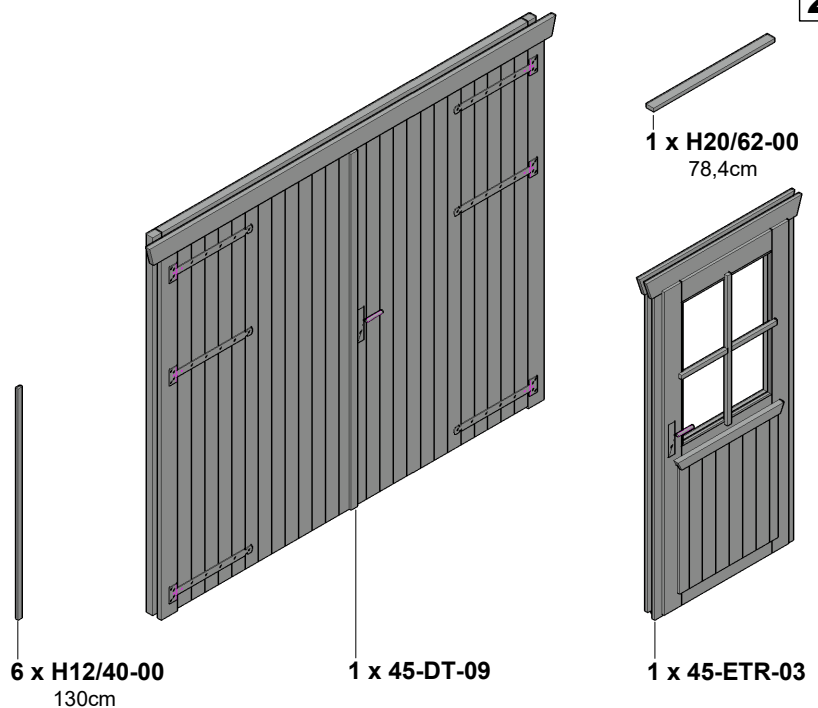 1 x H20/62-00
78,4cm
6 x H12/40-00
130cm
1 x 45-DT-09
1 x 45-ETR-03